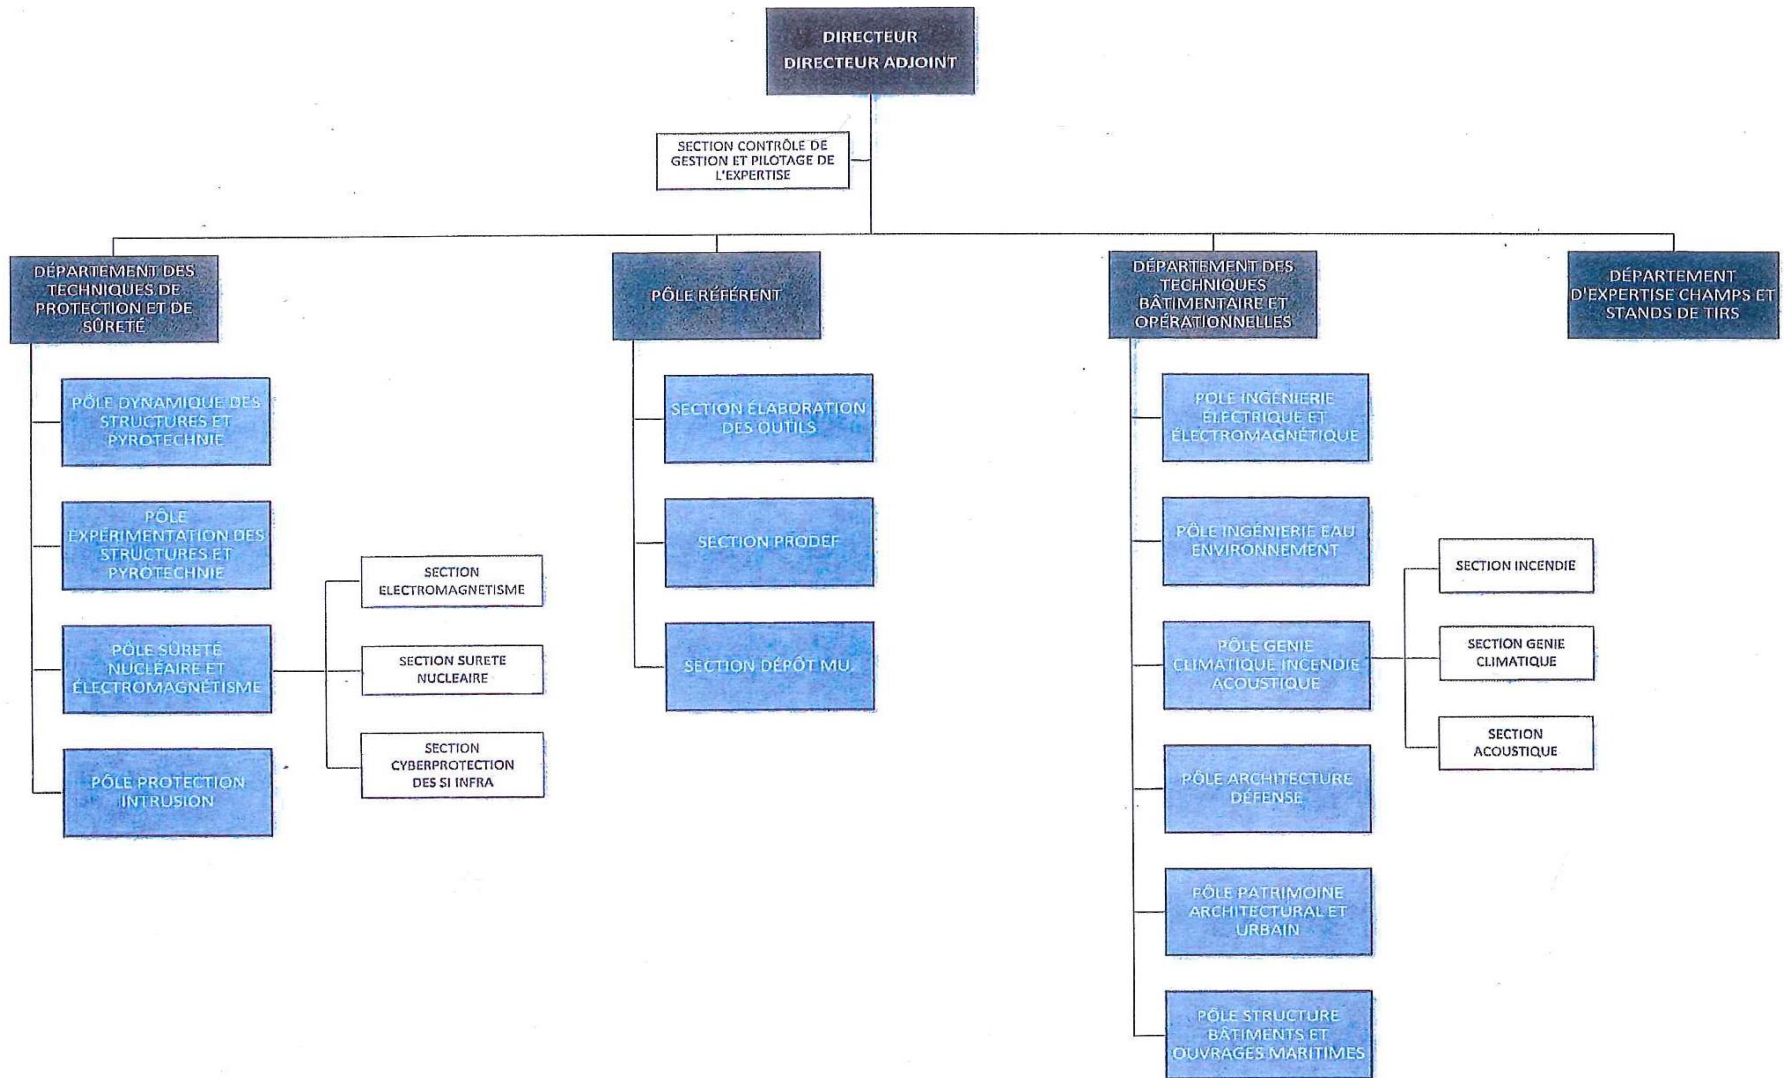 DIRECTEUR
DIRECTEUR ADJOINT
SECTION CONTRÔLE DE
GESTION ET PILOTAGE DE
L'EXPERTISE
DÉPARTEMENT DES
TECHNIQUES DE
PROTECTION ET DE
SÛRETÉ
PÔLE DYNAMIQUE DES
STRUCTURES ET
PYROTECHNIE
PÔLE
EXPÉRIMENTATION DES
STRUCTURES ET
PYROTECHNIE
PÔLE SÛRETÉ
NUCLÉAIRE ET
ÉLECTROMAGNÉTISME
SECTION
ELECTROMAGNETISME
SECTION SURETE
NUCLEAIRE
SECTION
CYBERPROTECTION
DES SI INFRA
PÔLE PROTECTION
INTRUSION
PÔLE RÉFÉRENT
SECTION ÉLABORATION
DES OUTILS
SECTION PRODEF
SECTION DÉPÔT MU.
DÉPARTEMENT DES
TECHNIQUES
BÂTIMENTAIRE ET
OPÉRATIONNELLES
POLE INGÉNIERIE
ÉLECTRIQUE ET
ÉLECTROMAGNÉTIQUE
PÔLE INGÉNIERIE EAU
ENVIRONNEMENT
PÔLE GENIE
CLIMATIQUE INCENDIE
ACOUSTIQUE
SECTION INCENDIE
SECTION GENIE
CLIMATIQUE
SECTION
ACOUSTIQUE
PÔLE ARCHITECTURE
DÉFENSE
PÔLE PATRIMOINE
ARCHITECTURAL ET
URBAIN
PÔLE STRUCTURE
BÂTIMENTS ET
OUVRAGES MARITIMES
DÉPARTEMENT
D'EXPERTISE CHAMPS ET
STANDS DE TIRS